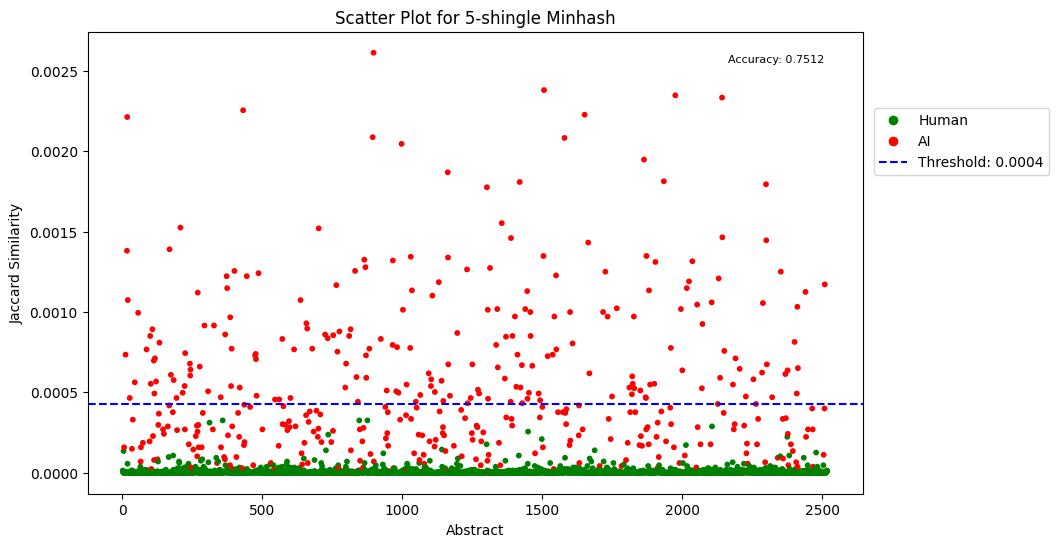 Scatter Plot for 5-shingle Minhash
Accuracy: 0.7512
Human
AI
Threshold: 0.0004
Jaccard Similarity
0.0025
0.0020
0.0015
0.0010
0.0005
0.0000
0
500
1000
1500
2000
2500
Abstract